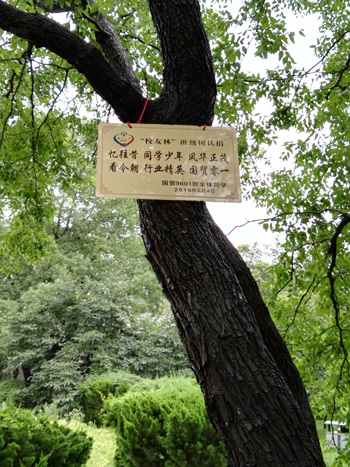 “校友林”班级树认捐
忆往昔 同学少年 风华正茂
看今朝 行业精英 国贸零一
国贸9601班全体同学
2016年6月4日